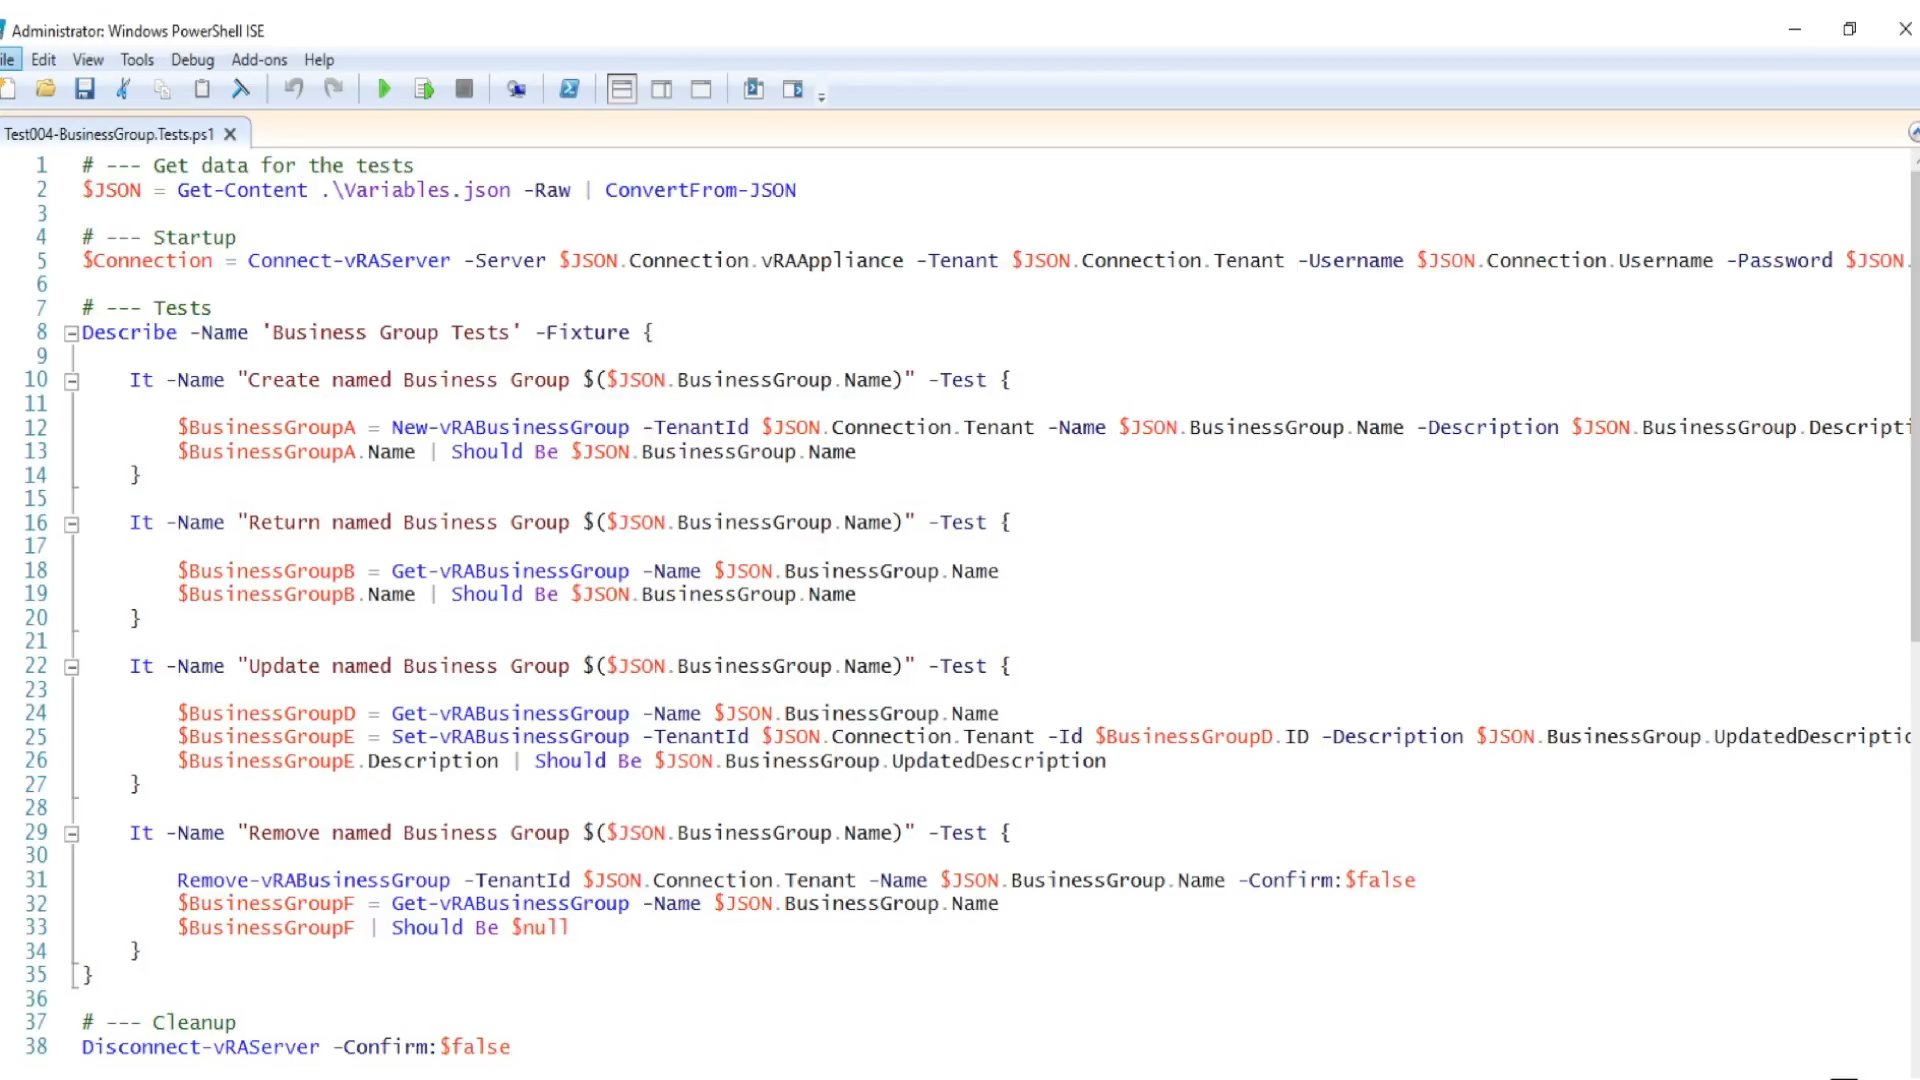 Administrator: Windows PowerShell ISE
ile Edit View Tools Debug Add-ons Help
Test004-BusinessGroup.Tests.ps1
1 # --- Get data for the tests
2 $JSON = Get-Content .\Variables.json -Raw | ConvertFrom-JSON
3
4 # --- Startup
5 $Connection = Connect-vRAServer -Server $JSON.Connection.vRAAppliance -Tenant $JSON.Connection.Tenant -Username $JSON.Connection.Username -Password $JSON.
6
7 # --- Tests
8 Describe -Name 'Business Group Tests' -Fixture {
9
10 It -Name "Create named Business Group $($JSON.BusinessGroup.Name)" -Test {
11
12 $BusinessGroupA = New-vRABusinessGroup -TenantId $JSON.Connection.Tenant -Name $JSON.BusinessGroup.Name -Description $JSON.BusinessGroup.Descripti
13 $BusinessGroupA.Name | Should Be $JSON.BusinessGroup.Name
14 }
15
16 It -Name "Return named Business Group $($JSON.BusinessGroup.Name)" -Test {
17
18 $BusinessGroupB = Get-vRABusinessGroup -Name $JSON.BusinessGroup.Name
19 $BusinessGroupB.Name | Should Be $JSON.BusinessGroup.Name
20 }
21
22 It -Name "Update named Business Group $($JSON.BusinessGroup.Name)" -Test {
23
24 $BusinessGroupD = Get-vRABusinessGroup -Name $JSON.BusinessGroup.Name
25 $BusinessGroupE = Set-vRABusinessGroup -TenantId $JSON.Connection.Tenant -Id $BusinessGroupD.ID -Description $JSON.BusinessGroup.UpdatedDescriptio
26 $BusinessGroupE.Description | Should Be $JSON.BusinessGroup.UpdatedDescription
27 }
28
29 It -Name "Remove named Business Group $($JSON.BusinessGroup.Name)" -Test {
30
31 Remove-vRABusinessGroup -TenantId $JSON.Connection.Tenant -Name $JSON.BusinessGroup.Name -Confirm:$false
32 $BusinessGroupF = Get-vRABusinessGroup -Name $JSON.BusinessGroup.Name
33 $BusinessGroupF | Should Be $null
34 }
35 }
36
37 # --- Cleanup
38 Disconnect-vRAServer -Confirm:$false